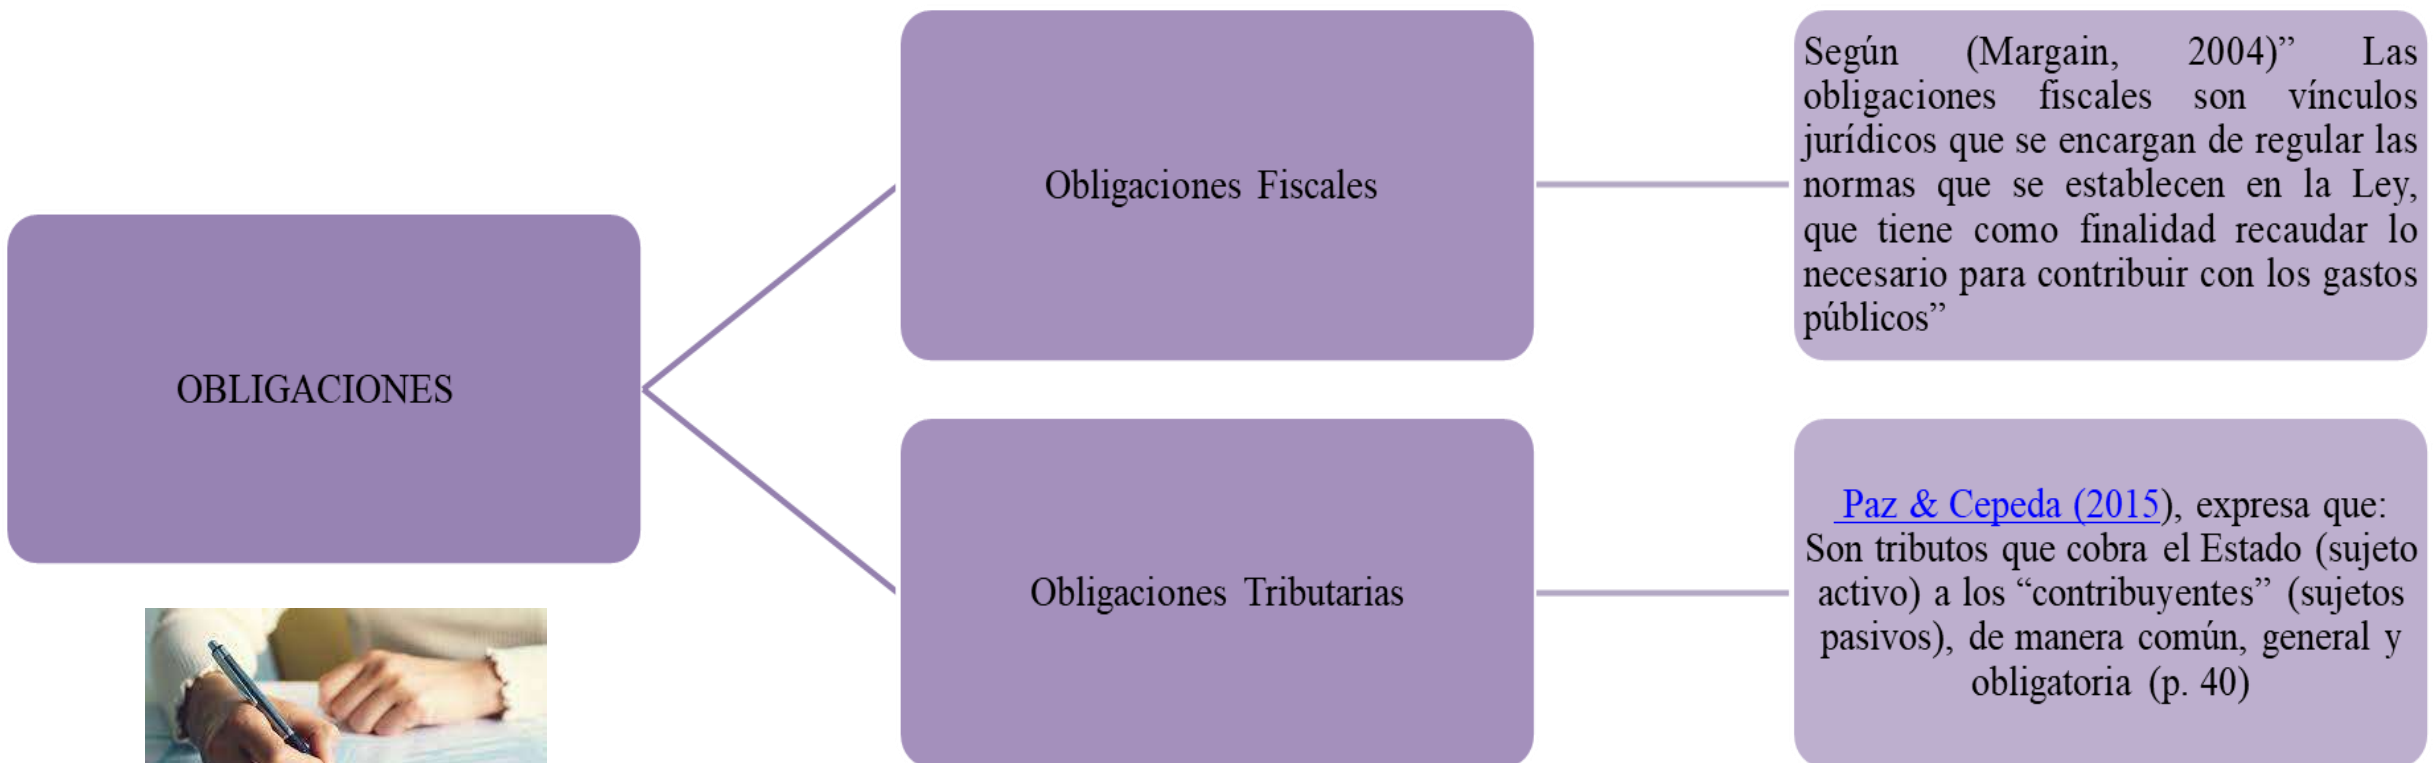 OBLIGACIONES
Obligaciones Fiscales
Según (Margain, 2004)” Las
obligaciones fiscales son vínculos
jurídicos que se encargan de regular las
normas que se establecen en la Ley,
que tiene como finalidad recaudar lo
necesario para contribuir con los gastos
públicos”
Obligaciones Tributarias
Paz & Cepeda (2015), expresa que:
Son tributos que cobra el Estado (sujeto
activo) a los “contribuyentes” (sujetos
pasivos), de manera común, general y
obligatoria (p. 40)